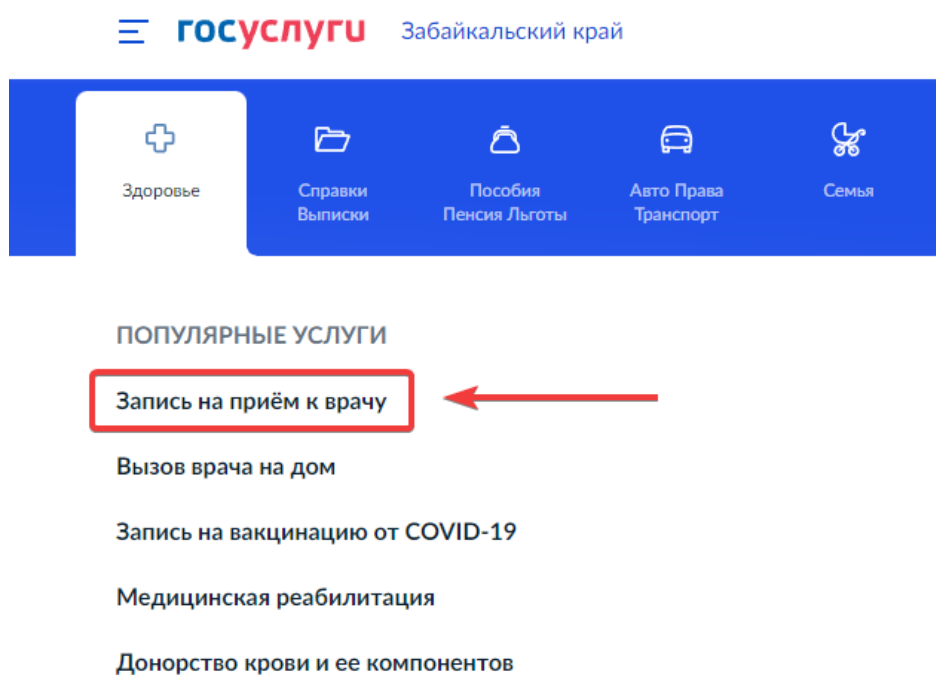 госуслуги Забайкальский край
Здоровье
Справки Выписки
Пособия Пенсия Льготы
Авто Права Транспорт
Семья
ПОПУЛЯРНЫЕ УСЛУГИ
Запись на приём к врачу
Вызов врача на дом
Запись на вакцинацию от COVID-19
Медицинская реабилитация
Донорство крови и ее компонентов